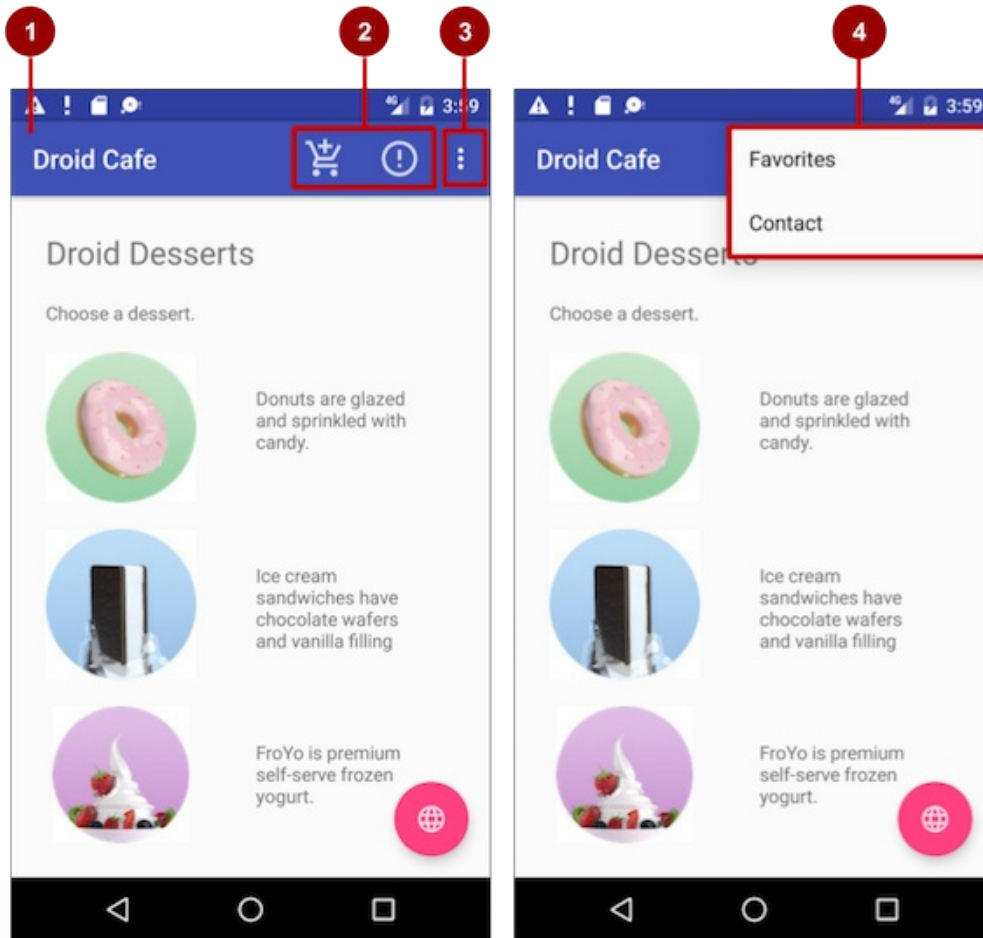 1
2
3
4
4G 3:59
Droid Cafe
Droid Desserts
Choose a dessert.
Donuts are glazed
and sprinkled with
candy.
Ice cream
sandwiches have
chocolate wafers
and vanilla filling
FroYo is premium
self-serve frozen
yogurt.
4G 3:59
Droid Cafe
Favorites
Contact
Droid Desserts
Choose a dessert.
Donuts are glazed
and sprinkled with
candy.
Ice cream
sandwiches have
chocolate wafers
and vanilla filling
FroYo is premium
self-serve frozen
yogurt.